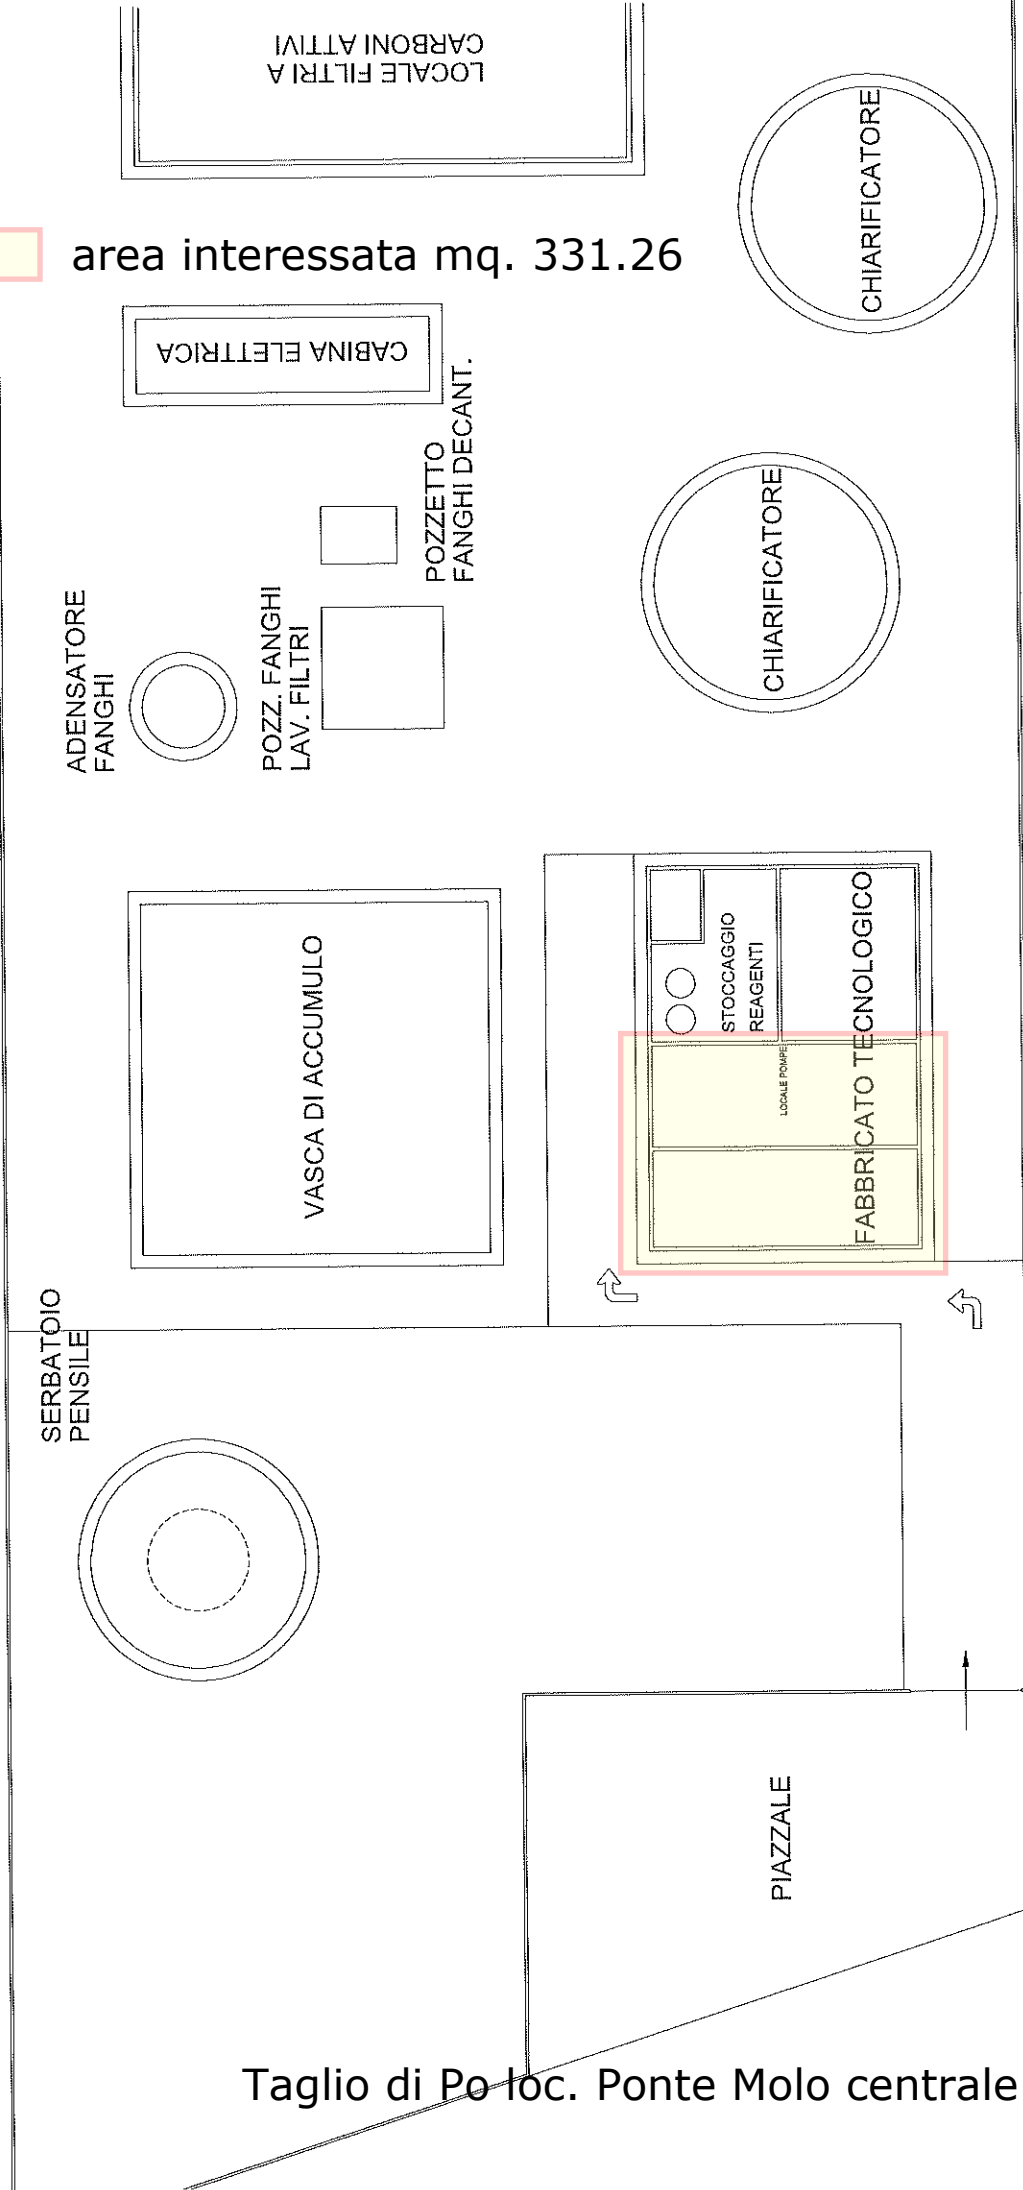 LOCALE FILTRI A
CARBONI ATTIVI
CHIARIFICATORE
area interessata mq. 331.26
CABINA ELETTRICA
POZZETTO
FANGHI DECANT.
CHIARIFICATORE
ADENSATORE
FANGHI
POZZ. FANGHI
LAV. FILTRI
VASCA DI ACCUMULO
STOCCAGGIO
REAGENTI
FABBRICATO TECNOLOGICO
LOCALE POMPE
SERBATOIO
PENSILE
PIAZZALE
Taglio di Po loc. Ponte Molo centrale